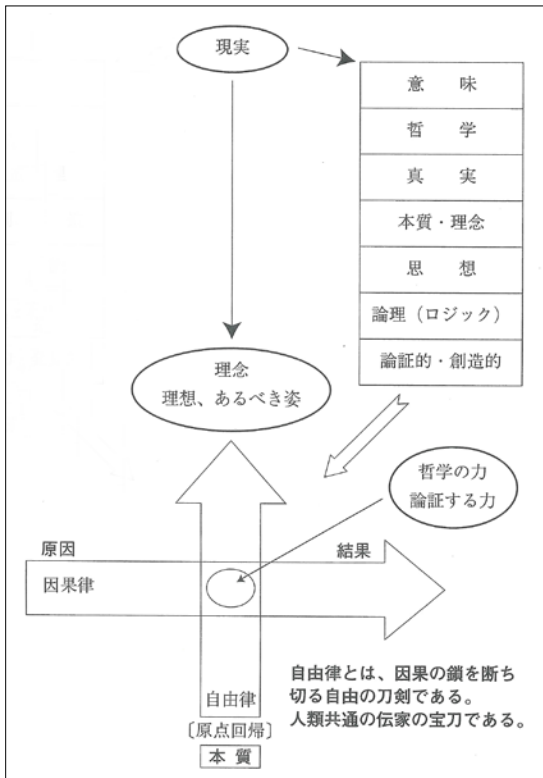 現実
意　味
哲　学
真　実
本質・理念
思　想
論理（ロジック）
論証的・創造的
理念
理想、あるべき姿
哲学の力
論証する力
原因
結果
因果律
自由律
〔原点回帰〕
本 質
自由律とは、因果の鎖を断ち
切る自由の刀剣である。
人類共通の伝家の宝刀である。